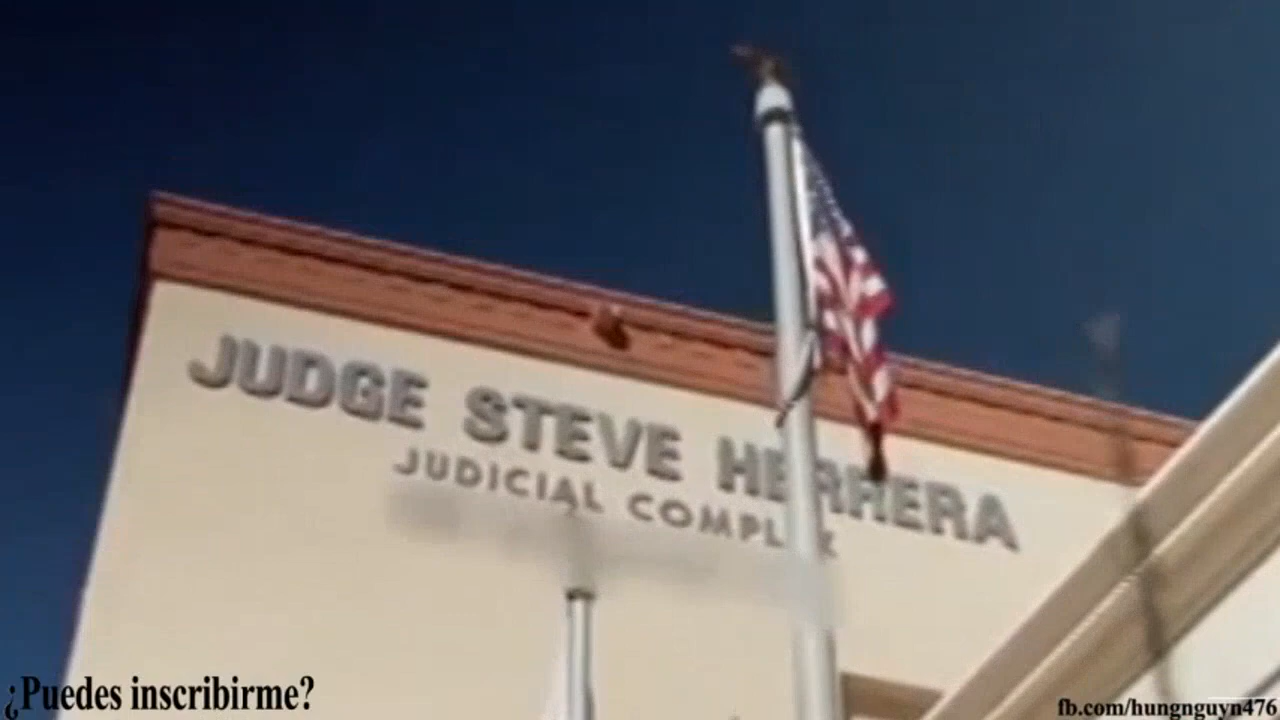 JUDGE STEVE HERRERA
JUDICIAL COMPLEX
¿Puedes inscribirme?
fb.com/hungnguyn476